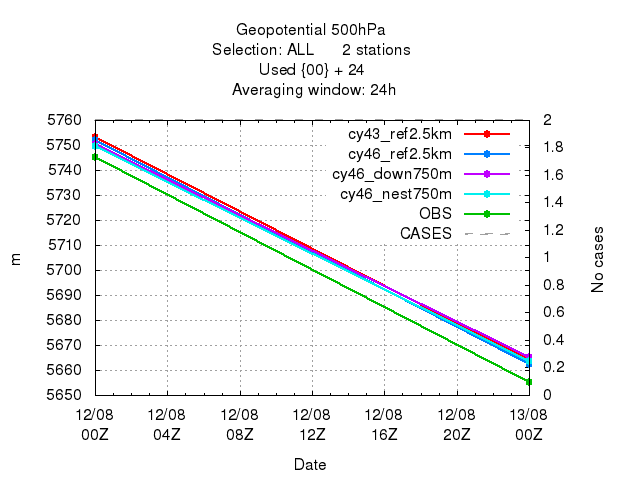 Geopotential 500hPa
Selection: ALL 2 stations
Used {00} + 24
Averaging window: 24h
5760
5750
5740
5730
5720
5710
5700
5690
5680
5670
5660
5650
m
cy43_ref2.5km
cy46_ref2.5km
cy46_down750m
cy46_nest750m
OBS
CASES
2
1.8
1.6
1.4
1.2
1
0.8
0.6
0.4
0.2
0
No cases
12/08 12/08 12/08 12/08 12/08 12/08 13/08
00Z 04Z 08Z 12Z 16Z 20Z 00Z
Date